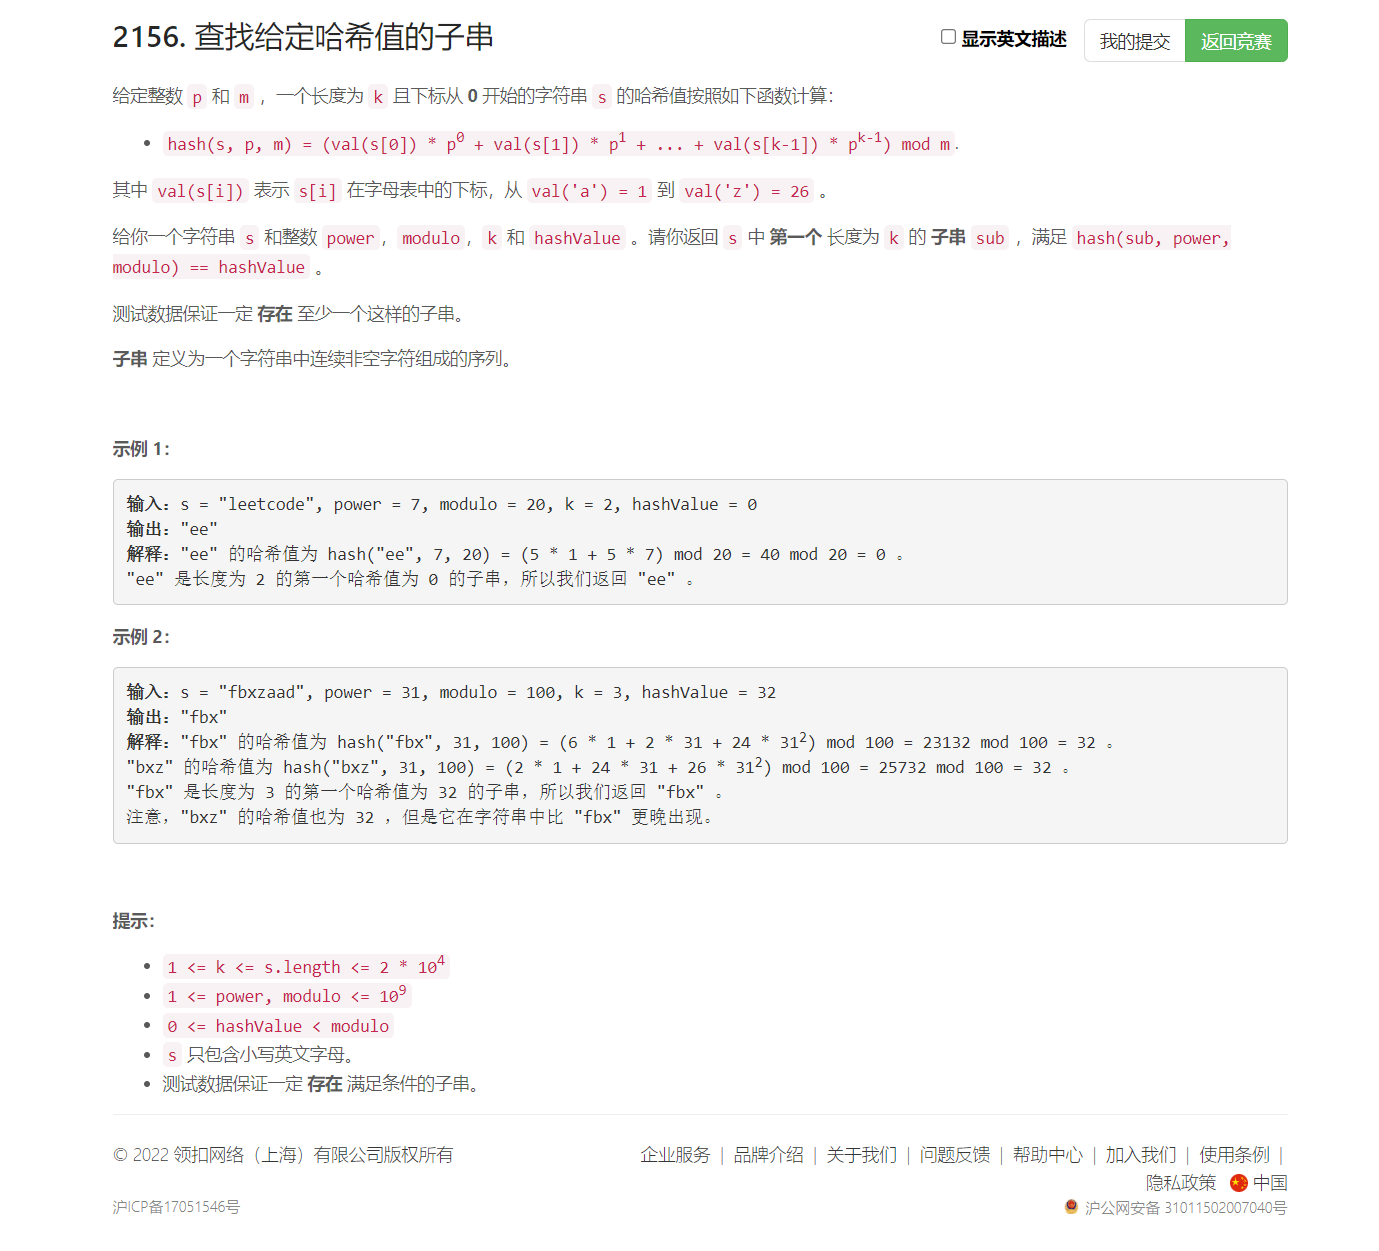 2156. 查找给定哈希值的子串
显示英文描述 我的提交 返回竞赛
给定整数 p 和 m ，一个长度为 k 且下标从 0 开始的字符串 s 的哈希值按照如下函数计算：
• hash(s, p, m) = (val(s[0]) * p⁰ + val(s[1]) * p¹ + ... + val(s[k-1]) * pᵏ⁻¹) mod m.
其中 val(s[i]) 表示 s[i] 在字母表中的下标，从 val('a') = 1 到 val('z') = 26 。
给你一个字符串 s 和整数 power，modulo，k 和 hashValue 。请你返回 s 中 第一个 长度为 k 的 子串 sub ，满足 hash(sub, power,
modulo) == hashValue 。
测试数据保证一定 存在 至少一个这样的子串。
子串 定义为一个字符串中连续非空字符组成的序列。
示例 1：
输入：s = "leetcode", power = 7, modulo = 20, k = 2, hashValue = 0
输出："ee"
解释："ee" 的哈希值为 hash("ee", 7, 20) = (5 * 1 + 5 * 7) mod 20 = 40 mod 20 = 0 。
"ee" 是长度为 2 的第一个哈希值为 0 的子串，所以我们返回 "ee" 。
示例 2：
输入：s = "fbxzaad", power = 31, modulo = 100, k = 3, hashValue = 32
输出："fbx"
解释："fbx" 的哈希值为 hash("fbx", 31, 100) = (6 * 1 + 2 * 31 + 24 * 31²) mod 100 = 23132 mod 100 = 32 。
"bxz" 的哈希值为 hash("bxz", 31, 100) = (2 * 1 + 24 * 31 + 26 * 31²) mod 100 = 25732 mod 100 = 32 。
"fbx" 是长度为 3 的第一个哈希值为 32 的子串，所以我们返回 "fbx" 。
注意，"bxz" 的哈希值也为 32 ，但是它在字符串中比 "fbx" 更晚出现。
提示：
• 1 <= k <= s.length <= 2 * 10⁴
• 1 <= power, modulo <= 10⁹
• 0 <= hashValue < modulo
• s 只包含小写英文字母。
• 测试数据保证一定 存在 满足条件的子串。
© 2022 领扣网络（上海）有限公司版权所有
企业服务 | 品牌介绍 | 关于我们 | 问题反馈 | 帮助中心 | 加入我们 | 使用条例 |
隐私政策 中国
沪ICP备17051546号
沪公网安备 31011502007040号